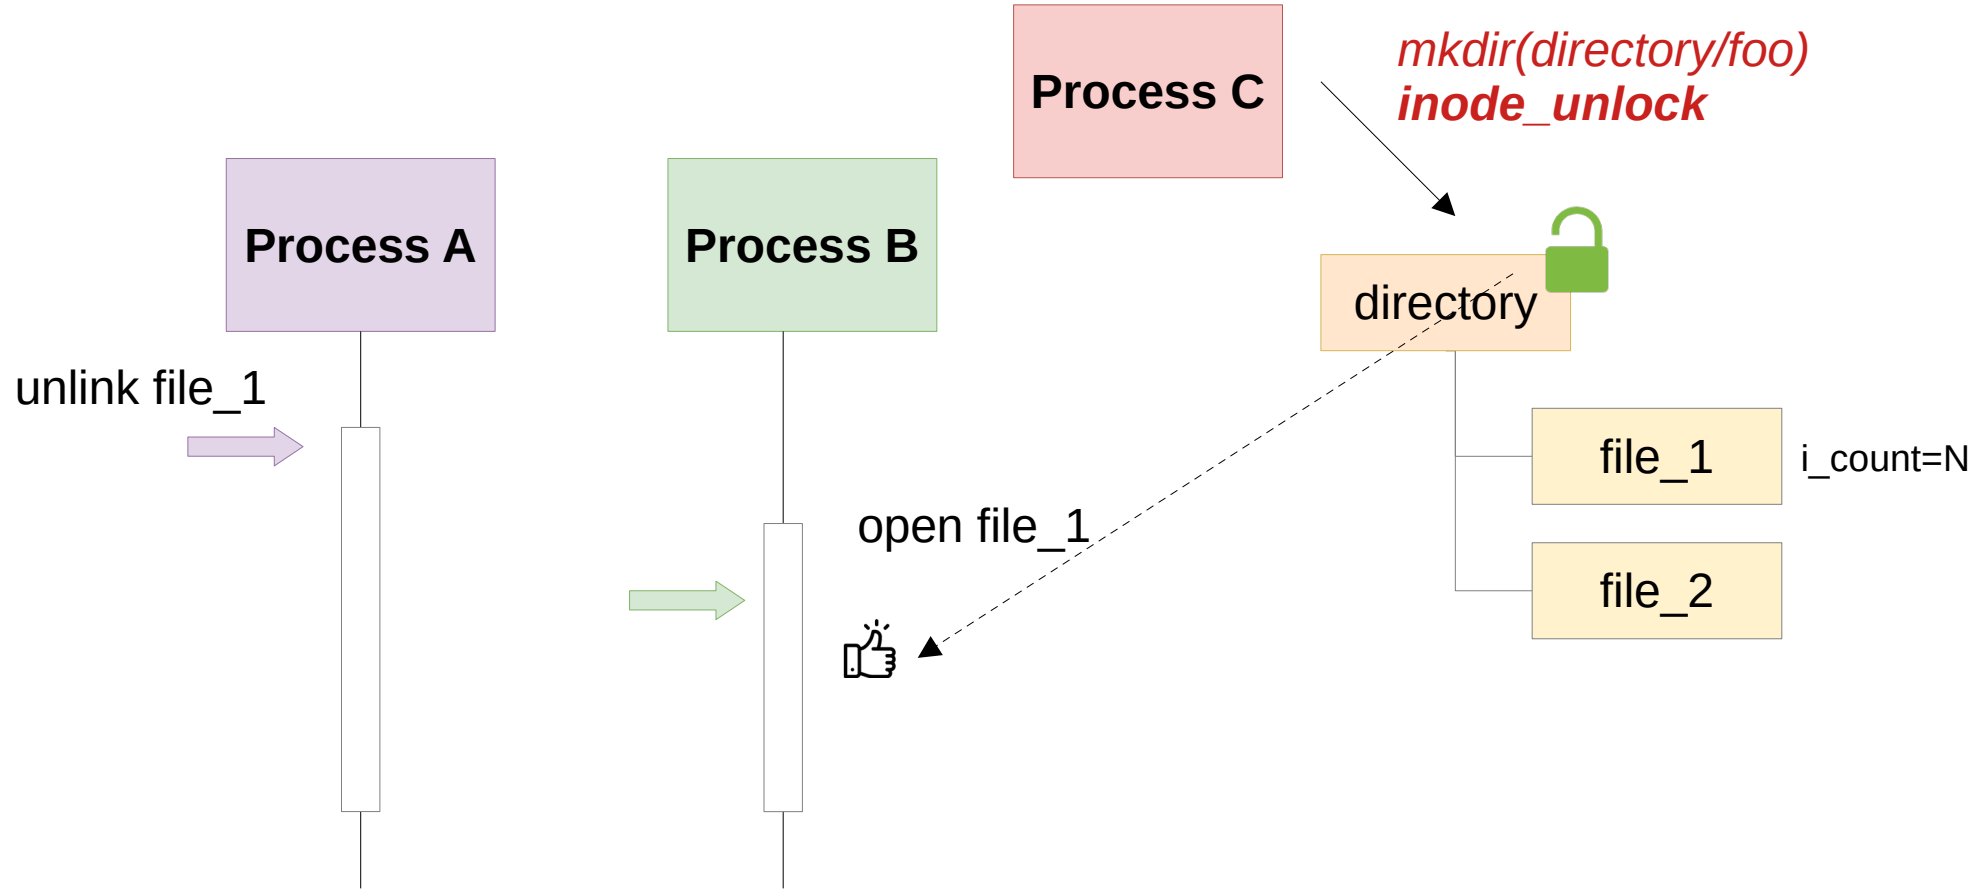 Process C
mkdir(directory/foo)
inode_unlock
Process A
Process B
directory
unlink file_1
file_1
i_count=N
open file_1
file_2